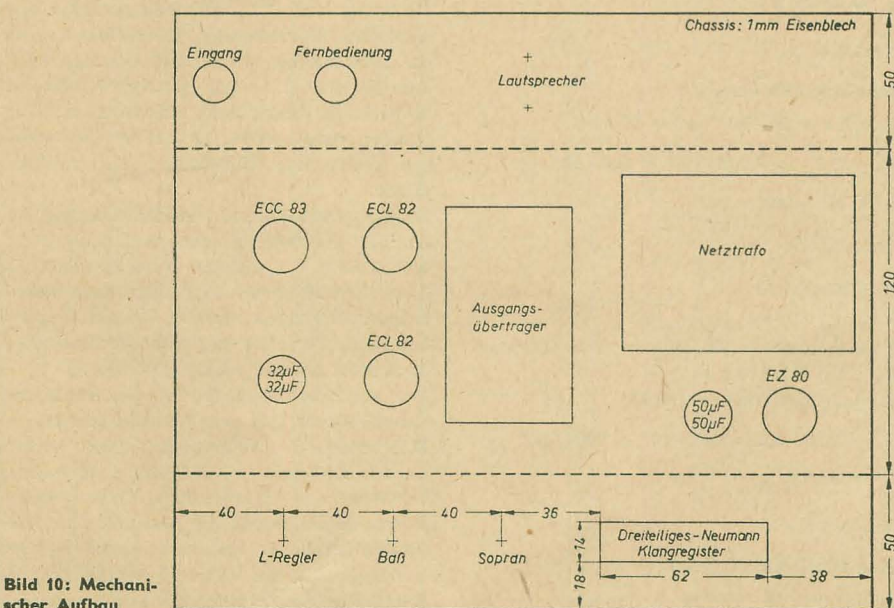 Chassis: 1mm Eisenblech
Eingang
Fernbedienung
Lautsprecher
50
ECC 83
ECL 82
Netztrafo
Ausgangs-
übertrager
120
ECL 82
32µF
32µF
EZ 80
50µF
50µF
40
40
40
36
L-Regler
Baß
Sopran
14
18
Dreiteiliges-Neumann
Klangregister
62
38
50
Bild 10: Mechani-
scher Aufbau